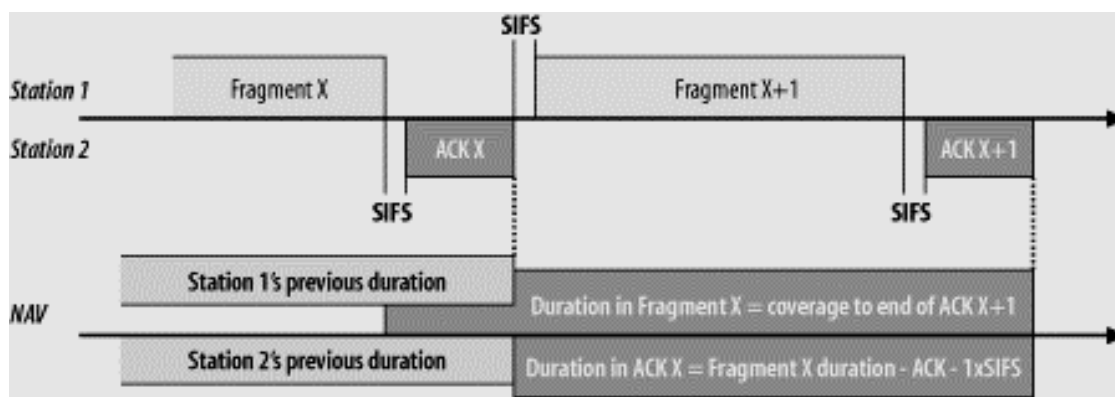 SIFS
Station 1
Fragment X
Fragment X+1
Station 2
ACK X
ACK X+1
SIFS
SIFS
Station 1's previous duration
NAV
Duration in Fragment X = coverage to end of ACK X+1
Station 2's previous duration
Duration in ACK X = Fragment X duration - ACK - 1xSIFS